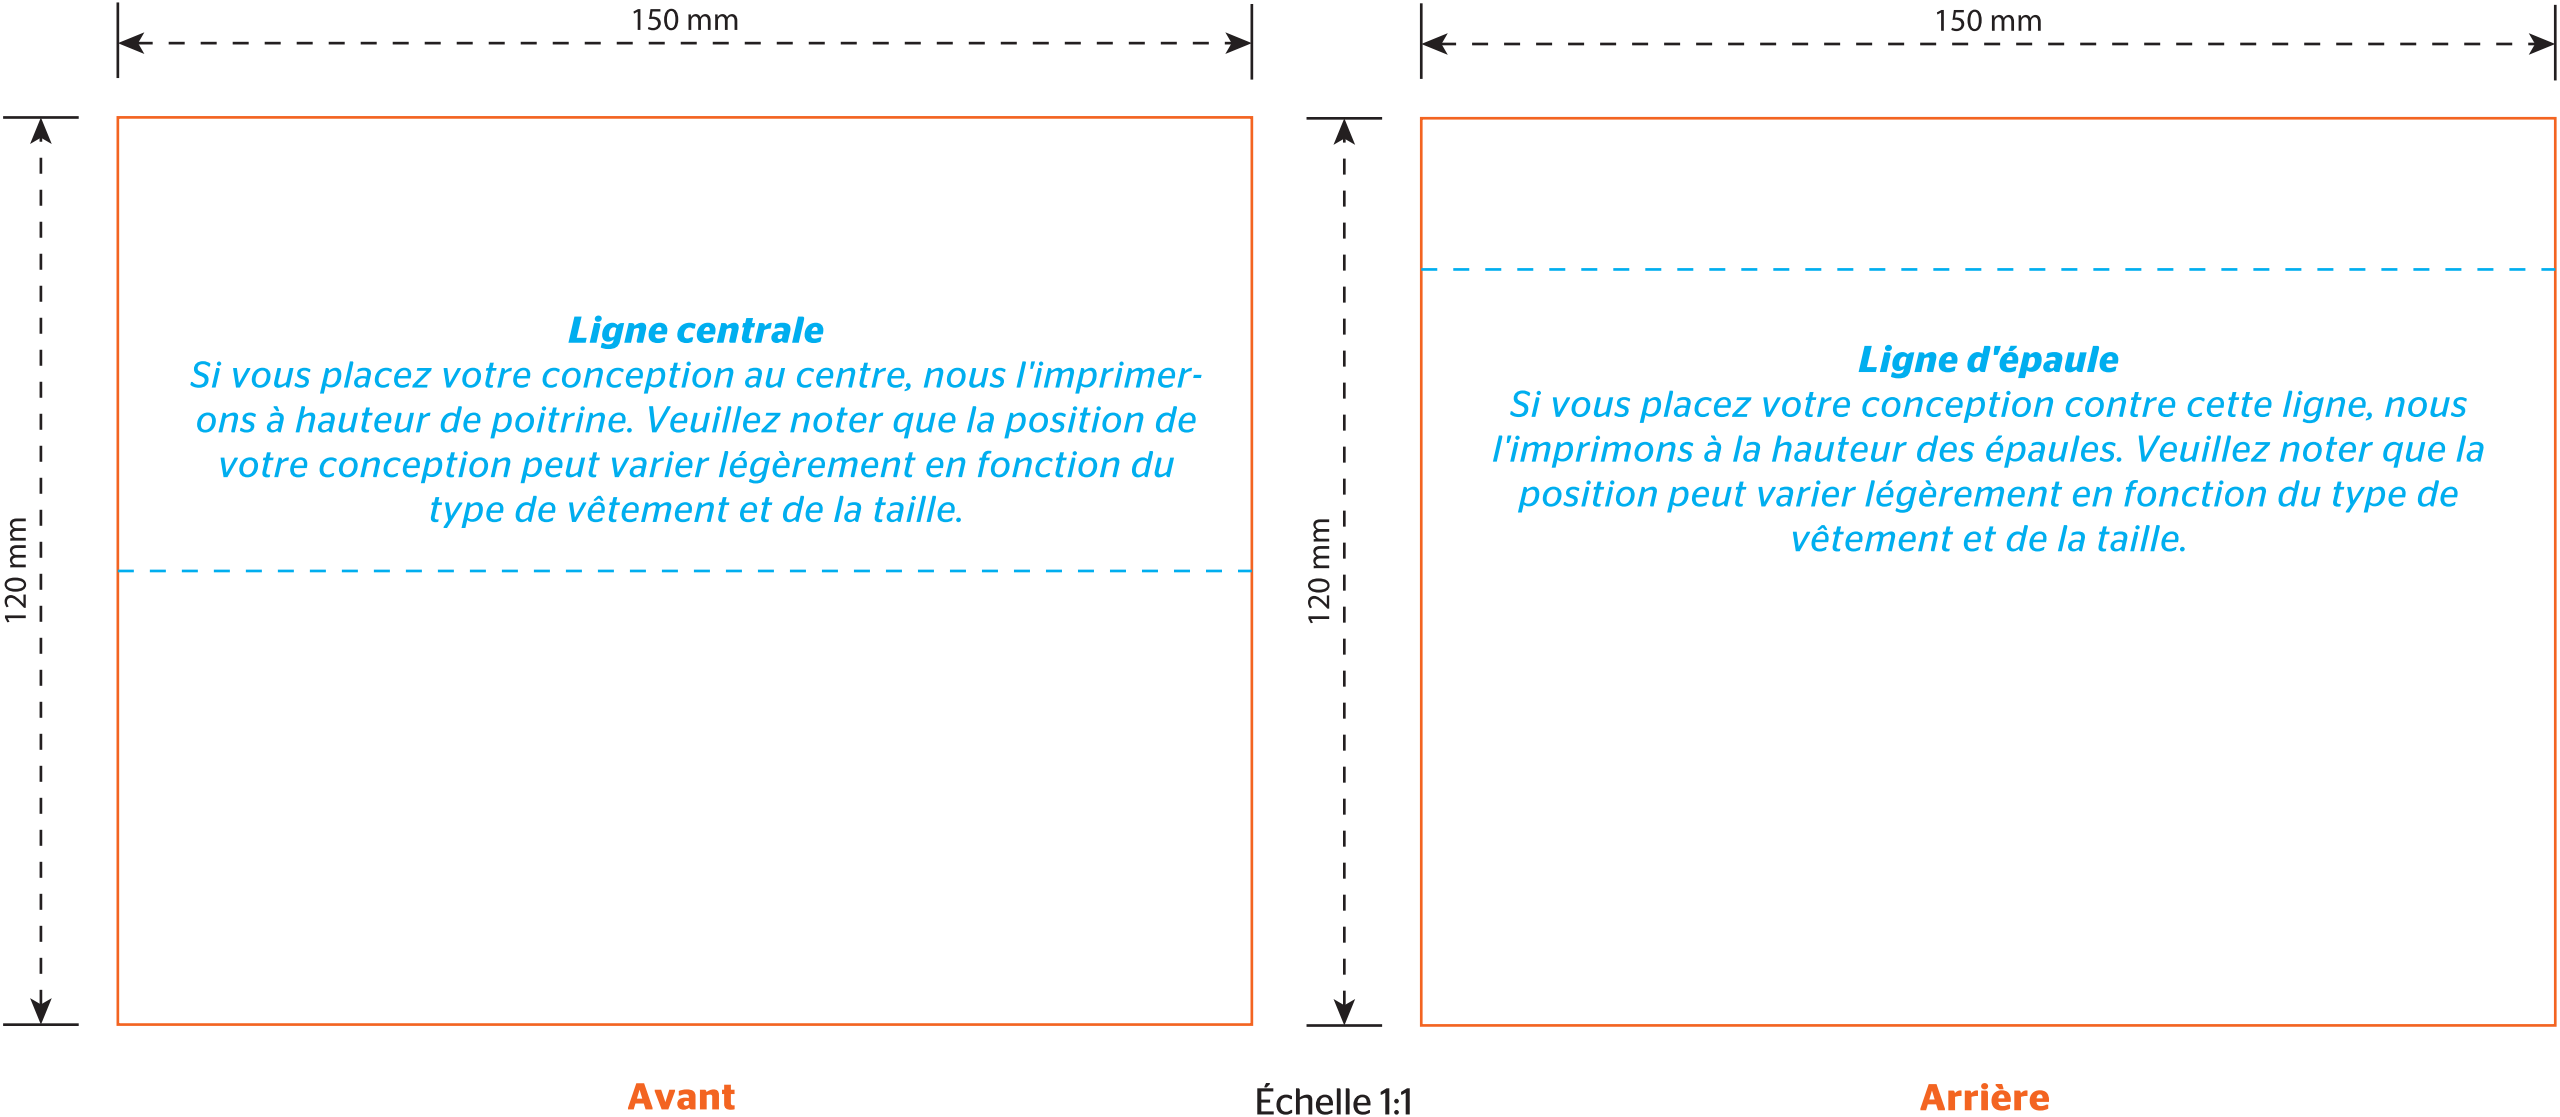 150 mm
150 mm
120 mm
Ligne centrale
Si vous placez votre conception au centre, nous l'imprimer-
ons à hauteur de poitrine. Veuillez noter que la position de
votre conception peut varier légèrement en fonction du
type de vêtement et de la taille.
120 mm
Ligne d'épaule
Si vous placez votre conception contre cette ligne, nous
l'imprimons à la hauteur des épaules. Veuillez noter que la
position peut varier légèrement en fonction du type de
vêtement et de la taille.
Avant
Échelle 1:1
Arrière